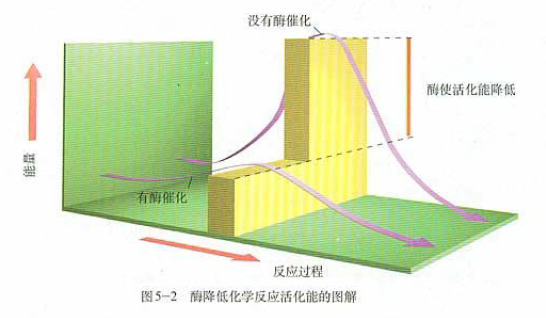 没有酶催化
酶使活化能降低
能量
有酶催化
反应过程
图5-2 酶降低化学反应活化能的图解